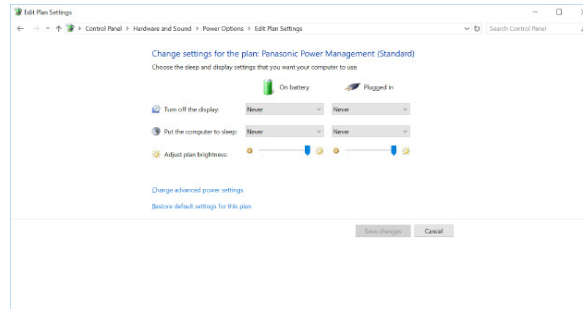 Edit Plan Settings
Control Panel > Hardware and Sound > Power Options > Edit Plan Settings
Search Control Panel
Change settings for the plan: Panasonic Power Management (Standard)
Choose the sleep and display settings that you want your computer to use.
On battery Plugged in
Turn off the display: Never Never
Put the computer to sleep: Never Never
Adjust plan brightness:
Change advanced power settings
Restore default settings for this plan
Save changes Cancel